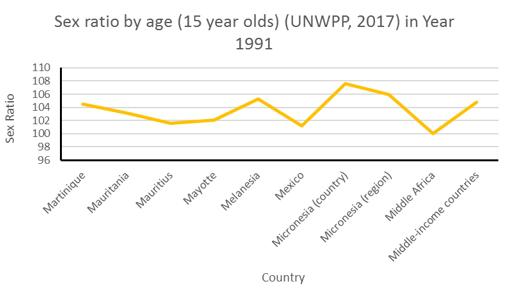 Sex ratio by age (15 year olds) (UNWPP, 2017) in Year
1991
Sex Ratio
110
108
106
104
102
100
98
96
Martinique
Mauritania
Mauritius
Mayotte
Melanesia
Mexico
Micronesia (country)
Micronesia (region)
Middle Africa
Middle-income countries
Country